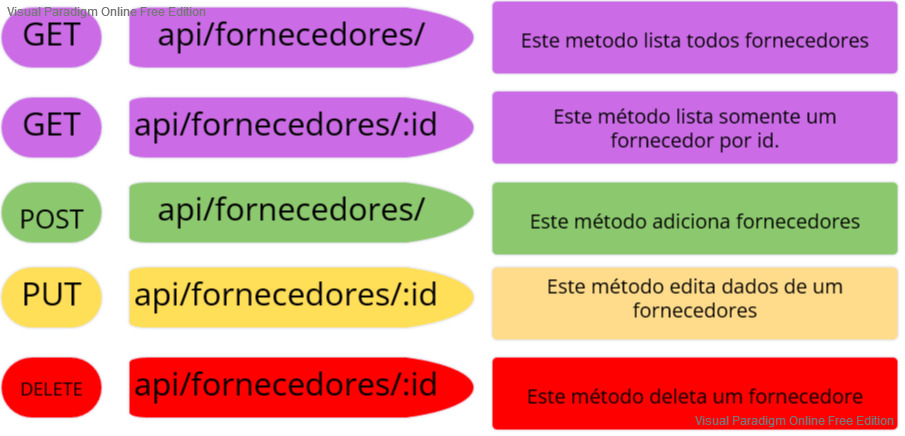 Visual Paradigm Online Free Edition
GET
api/fornecedores/
Este metodo lista todos fornecedores
GET
api/fornecedores/:id
Este método lista somente um
fornecedor por id.
POST
api/fornecedores/
Este método adiciona fornecedores
PUT
api/fornecedores/:id
Este método edita dados de um
fornecedores
DELETE
api/fornecedores/:id
Este método deleta um fornecedore
Visual Paradigm Online Free Edition